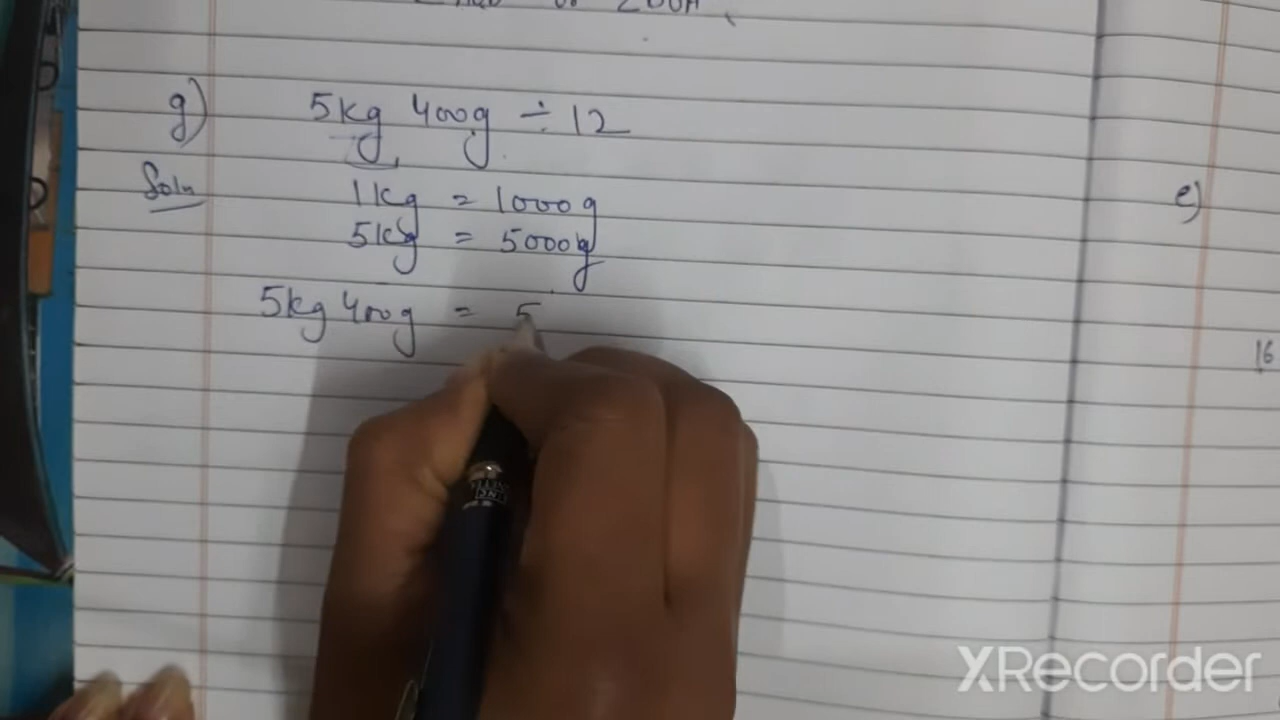 g) 5kg 400g ÷ 12
Soln 1kg = 1000g
5kg = 5000g
5kg 400g = 5
e)
16
XRecorder